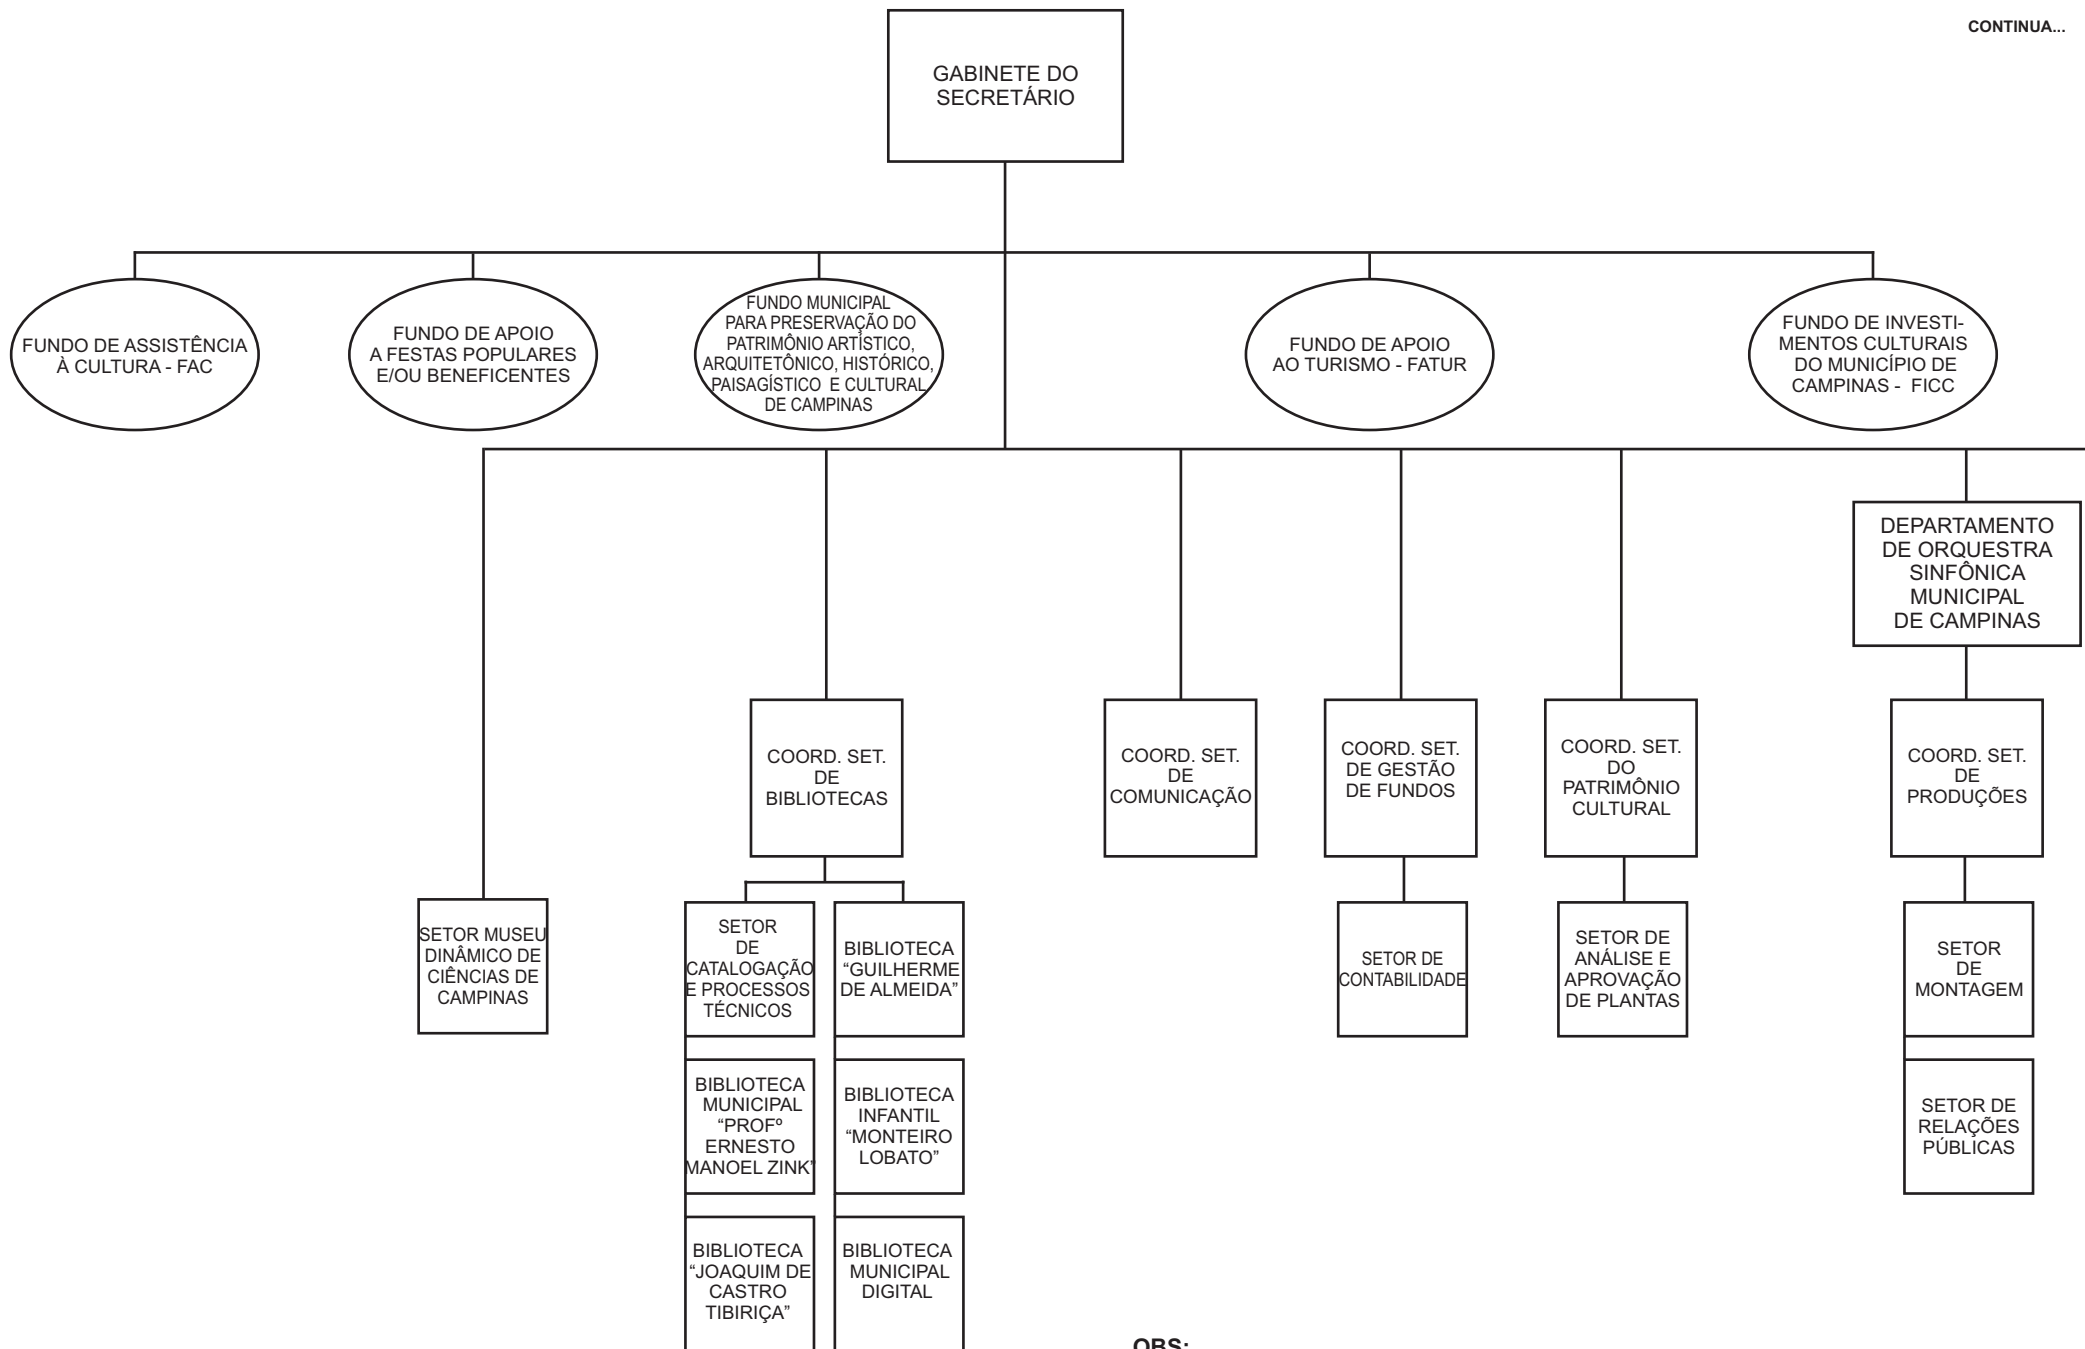 CONTINUA...
GABINETE DO
SECRETÁRIO
FUNDO DE ASSISTÊNCIA
À CULTURA - FAC
FUNDO DE APOIO
A FESTAS POPULARES
E/OU BENEFICENTES
FUNDO MUNICIPAL
PARA PRESERVAÇÃO DO
PATRIMÔNIO ARTÍSTICO,
ARQUITETÔNICO, HISTÓRICO,
PAISAGÍSTICO E CULTURAL
DE CAMPINAS
FUNDO DE APOIO
AO TURISMO - FATUR
FUNDO DE INVESTI-
MENTOS CULTURAIS
DO MUNICÍPIO DE
CAMPINAS - FICC
DEPARTAMENTO
DE ORQUESTRA
SINFÔNICA
MUNICIPAL
DE CAMPINAS
COORD. SET.
DE
BIBLIOTECAS
COORD. SET.
DE
COMUNICAÇÃO
COORD. SET.
DE GESTÃO
DE FUNDOS
COORD. SET.
DO
PATRIMÔNIO
CULTURAL
COORD. SET.
DE
PRODUÇÕES
SETOR MUSEU
DINÂMICO DE
CIÊNCIAS DE
CAMPINAS
SETOR
DE
CATALOGAÇÃO
E PROCESSOS
TÉCNICOS
BIBLIOTECA
“GUILHERME
DE ALMEIDA”
SETOR DE
CONTABILIDADE
SETOR DE
ANÁLISE E
APROVAÇÃO
DE PLANTAS
SETOR
DE
MONTAGEM
BIBLIOTECA
MUNICIPAL
“PROFº
ERNESTO
MANOEL ZINK”
BIBLIOTECA
INFANTIL
“MONTEIRO
LOBATO”
SETOR DE
RELAÇÕES
PÚBLICAS
BIBLIOTECA
“JOAQUIM DE
CASTRO
TIBIRIÇA”
BIBLIOTECA
MUNICIPAL
DIGITAL
OBS: